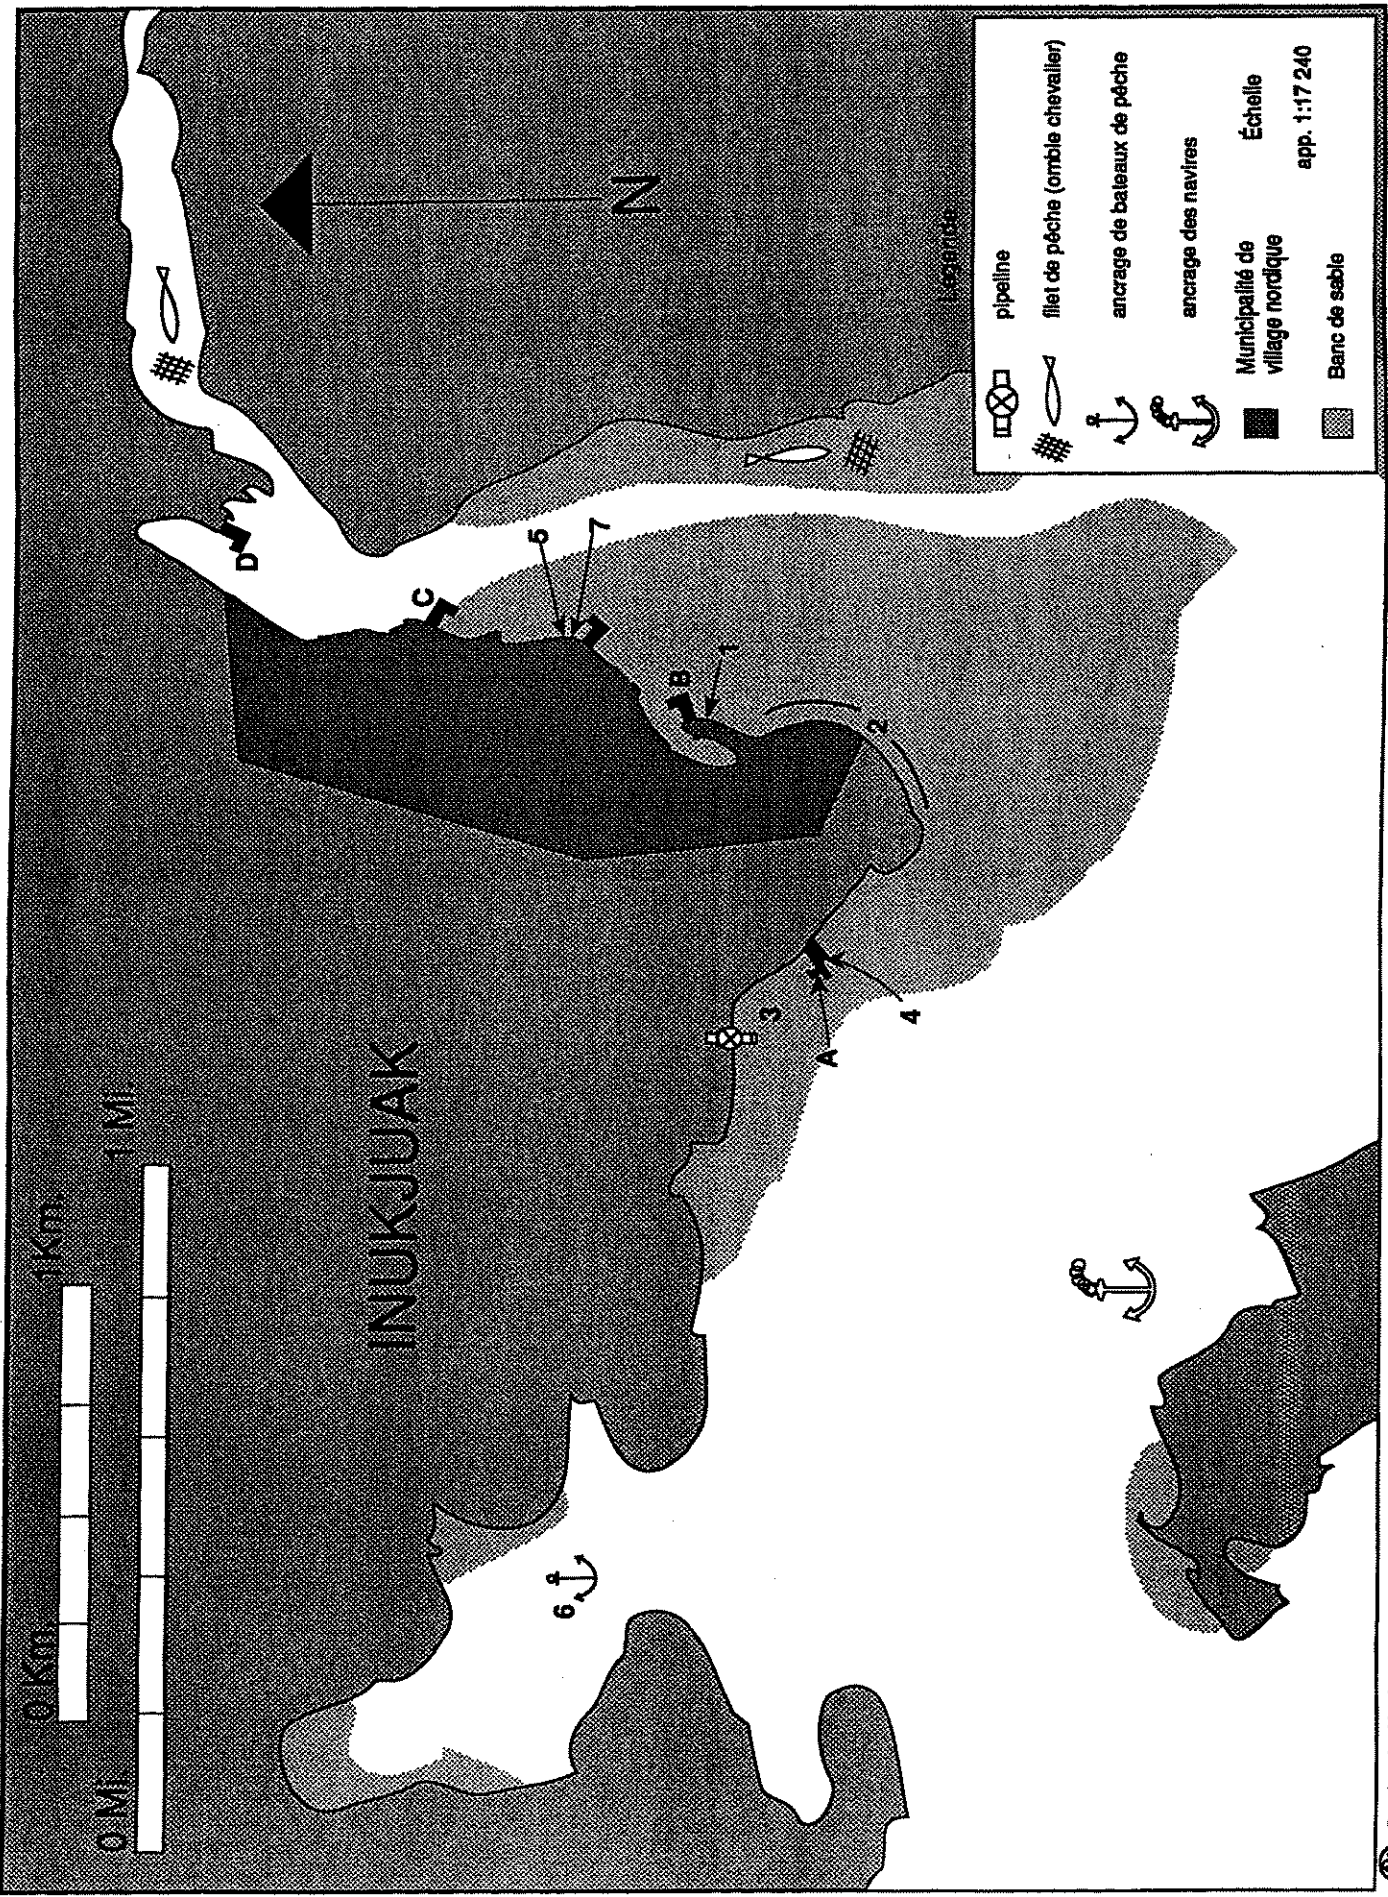 0 Km.
1 Km.
0 Mi.
1 Mi.
INUKJUAK
N
D
C
5
7
B
1
2
3
A
4
6
Légende
pipeline
filet de pêche (omble chevalier)
ancrage de bateaux de pêche
ancrage des navires
Municipalité de
village nordique
Échelle
app. 1:17 240
Banc de sable